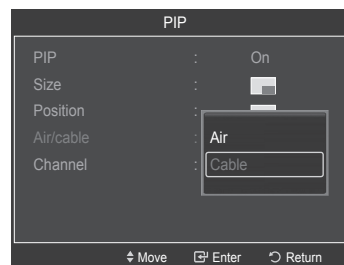 PIP
PIP : On
Size :
Position :
Air/cable : Air
Channel : Cable
Move Enter Return